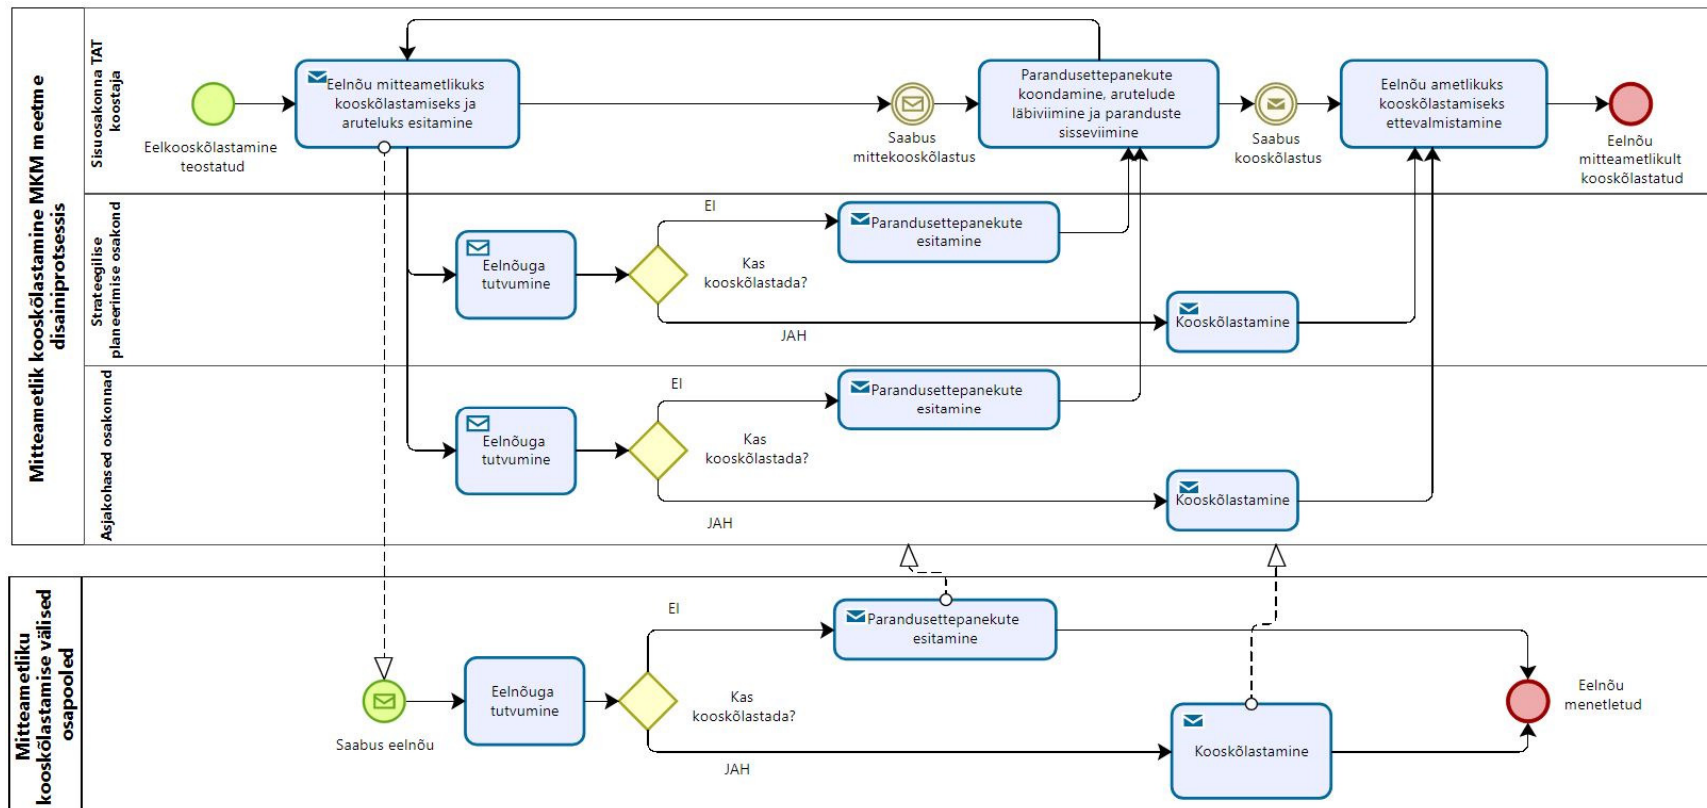 Mitteametlik kooskõlastamine MKM meetme
disainiprotsessis
Sisuosakonna TAT
koostaja
Eelkooskõlastamine
teostatud
Eelnõu mitteametlikuks
kooskõlastamiseks ja
aruteluks esitamine
Saabus
mittekooskõlastus
Parandusettepanekute
koondamine, arutelude
läbiviimine ja paranduste
sisseviimine
Saabus
kooskõlastus
Eelnõu ametlikuks
kooskõlastamiseks
ettevalmistamine
Eelnõu
mitteametlikult
kooskõlastatud
Strateegilise
planeerimise osakond
Eelnõuga
tutvumine
EI
Kas
kooskõlastada?
JAH
Parandusettepanekute
esitamine
Kooskõlastamine
Asjakohased osakonnad
Eelnõuga
tutvumine
EI
Kas
kooskõlastada?
JAH
Parandusettepanekute
esitamine
Kooskõlastamine
Mitteametliku
kooskõlastamise välised
osapooled
Saabus eelnõu
Eelnõuga
tutvumine
EI
Kas
kooskõlastada?
JAH
Parandusettepanekute
esitamine
Kooskõlastamine
Eelnõu
menetletud